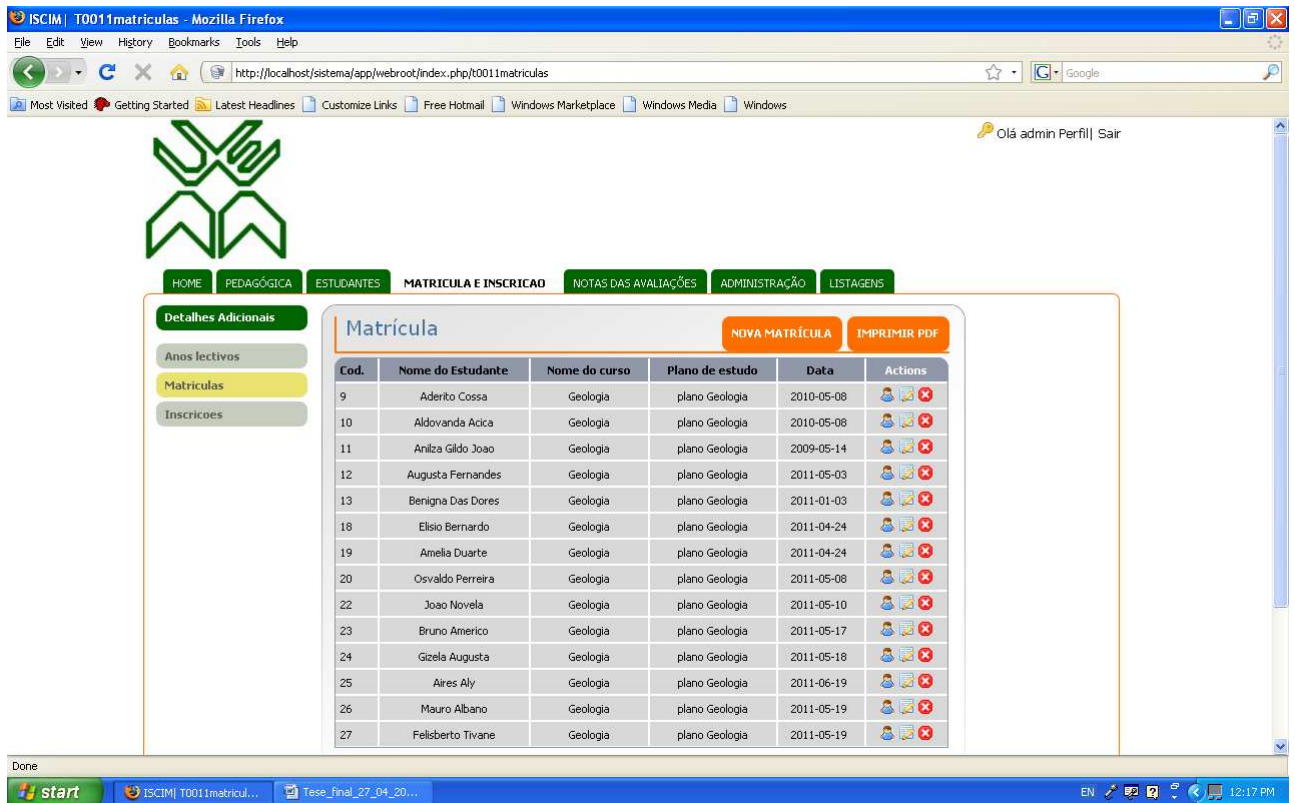 ISCIM | T0011matriculas - Mozilla Firefox
File Edit View History Bookmarks Tools Help
http://localhost/sistema/app/webroot/index.php/t0011matriculas
G Google
Most Visited Getting Started Latest Headlines Customize Links Free Hotmail Windows Marketplace Windows Media Windows
Olá admin Perfil| Sair
HOME PEDAGÓGICA ESTUDANTES MATRICULA E INSCRICAO NOTAS DAS AVALIAÇÕES ADMINISTRAÇÃO LISTAGENS
Detalhes Adicionais
Anos lectivos
Matriculas
Inscricoes
Matrícula
NOVA MATRÍCULA IMPRIMIR PDF
Cod. Nome do Estudante Nome do curso Plano de estudo Data Actions
9 Aderito Cossa Geologia plano Geologia 2010-05-08
10 Aldovanda Acica Geologia plano Geologia 2010-05-08
11 Anilza Gildo Joao Geologia plano Geologia 2009-05-14
12 Augusta Fernandes Geologia plano Geologia 2011-05-03
13 Benigna Das Dores Geologia plano Geologia 2011-01-03
18 Elisio Bernardo Geologia plano Geologia 2011-04-24
19 Amelia Duarte Geologia plano Geologia 2011-04-24
20 Osvaldo Perreira Geologia plano Geologia 2011-05-08
22 Joao Novela Geologia plano Geologia 2011-05-10
23 Bruno Americo Geologia plano Geologia 2011-05-17
24 Gizela Augusta Geologia plano Geologia 2011-05-18
25 Aires Aly Geologia plano Geologia 2011-06-19
26 Mauro Albano Geologia plano Geologia 2011-05-19
27 Felisberto Tivane Geologia plano Geologia 2011-05-19
Done
start ISCIM| T0011matricul... Tese_final_27_04_20... EN 12:17 PM